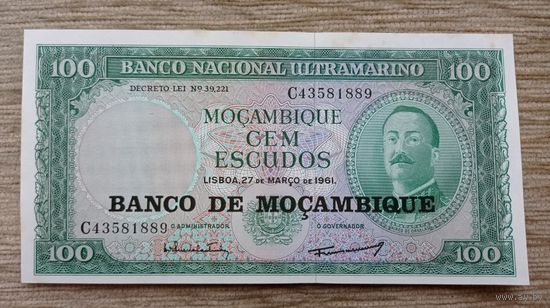 100 BANCO NACIONAL ULTRAMARINO 100
DECRETO LEI Nº 39,221 C43581889
MOÇAMBIQUE
CEM
ESCUDOS
LISBOA, 27 DE MARÇO DE 1961.
BANCO DE MOÇAMBIQUE
C43581889 O ADMINISTRADOR O GOVERNADOR
100 100